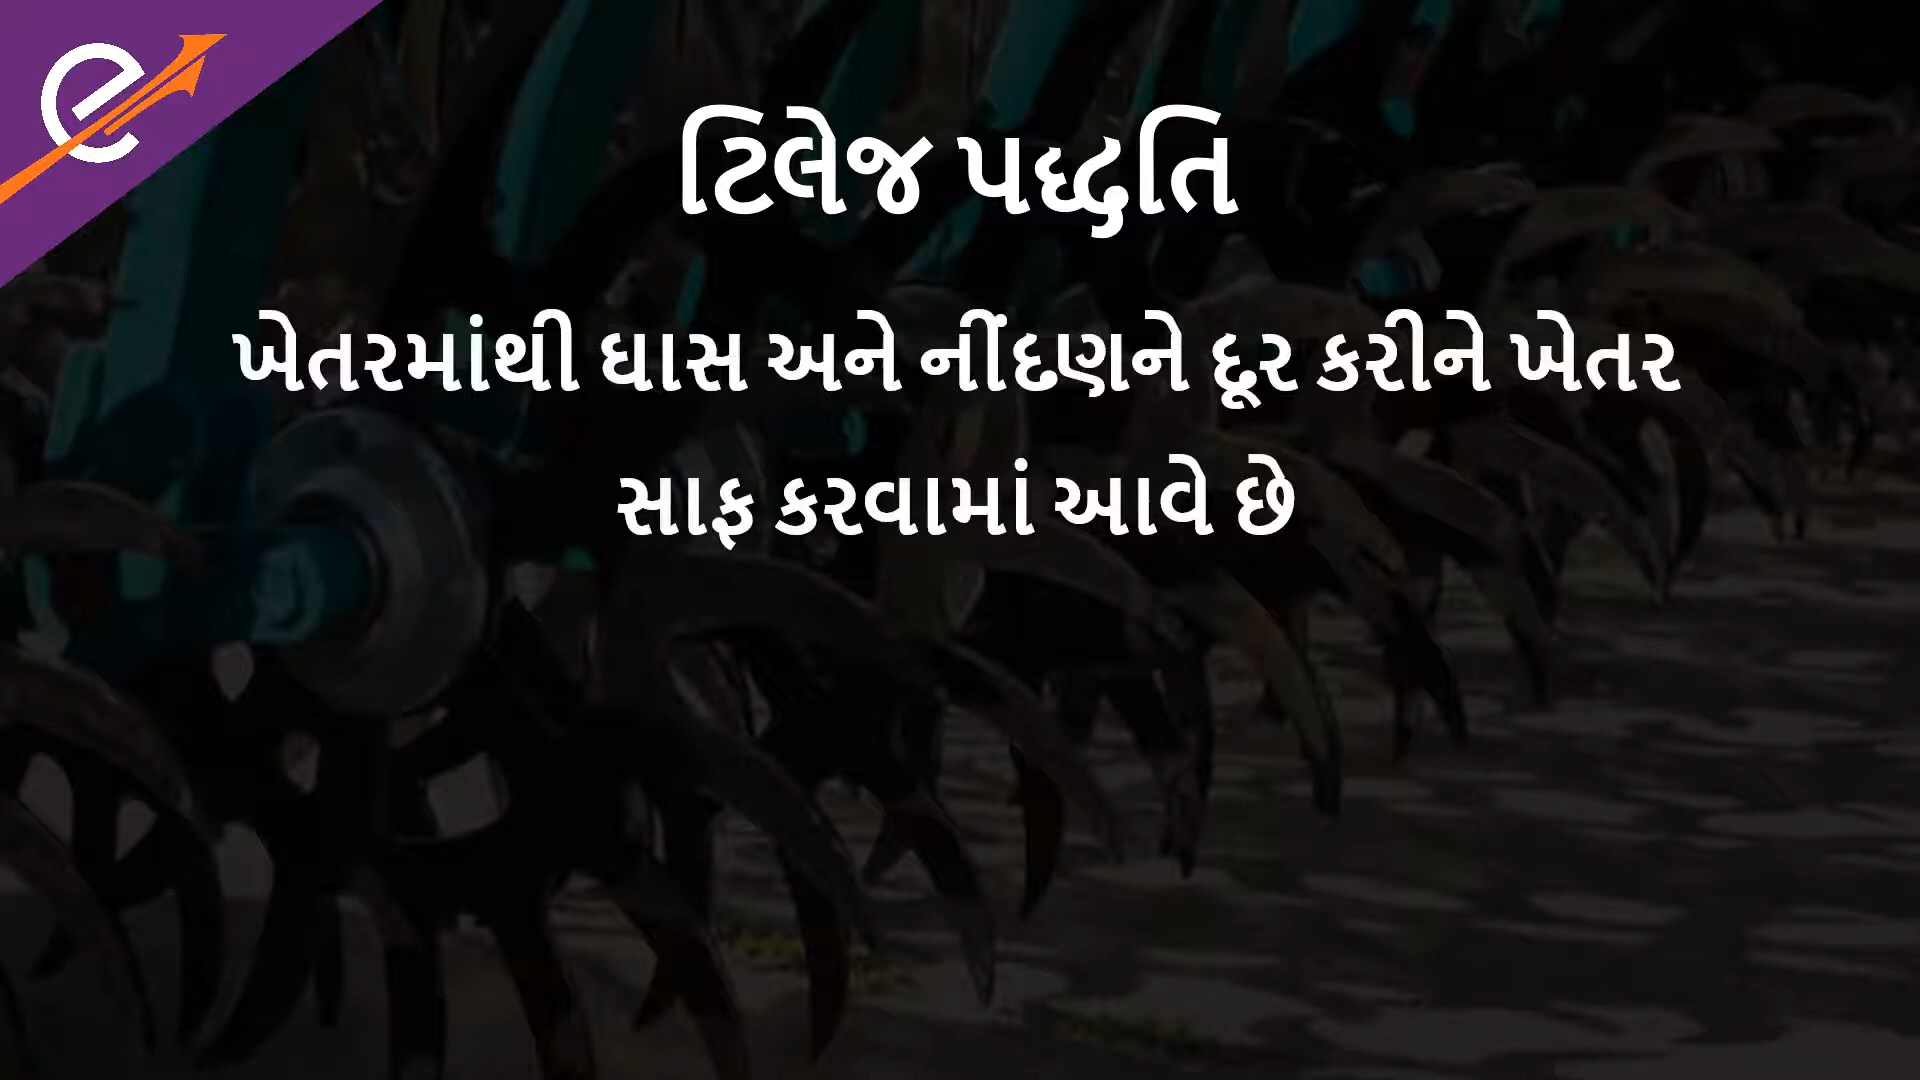 ટિલેજ પદ્ધતિ
ખેતરમાંથી ઘાસ અને નીંદણને દૂર કરીને ખેતર
સાફ કરવામાં આવે છે